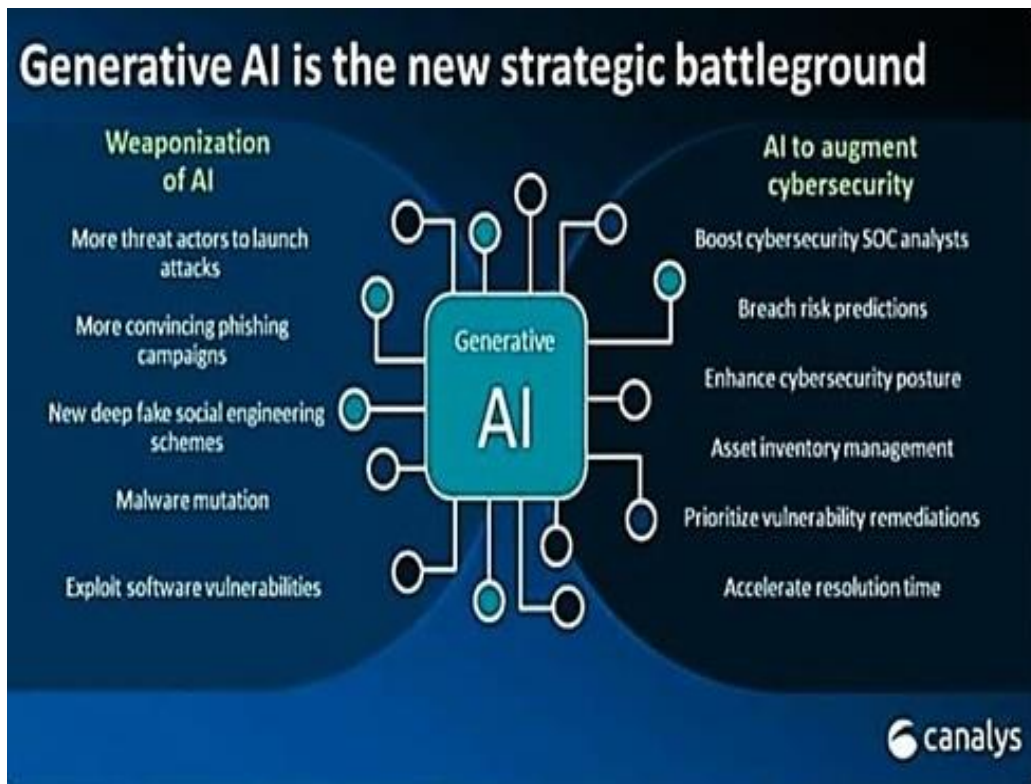 Generative AI is the new strategic battleground
Weaponization
of AI
More threat actors to launch
attacks
More convincing phishing
campaigns
New deep fake social engineering
schemes
Malware mutation
Exploit software vulnerabilities
Generative
AI
AI to augment
cybersecurity
Boost cybersecurity SOC analysts
Breach risk predictions
Enhance cybersecurity posture
Asset inventory management
Prioritize vulnerability remediations
Accelerate resolution time
canalys